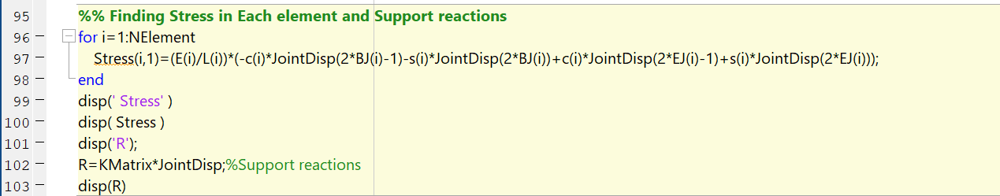 95 %% Finding Stress in Each element and Support reactions
96 for i=1:NElement
97 Stress(i,1)=(E(i)/L(i))*(-c(i)*JointDisp(2*BJ(i)-1)-s(i)*JointDisp(2*BJ(i))+c(i)*JointDisp(2*EJ(i)-1)+s(i)*JointDisp(2*EJ(i)));
98 end
99 disp(' Stress' )
100 disp( Stress )
101 disp('R');
102 R=KMatrix*JointDisp;%Support reactions
103 disp(R)